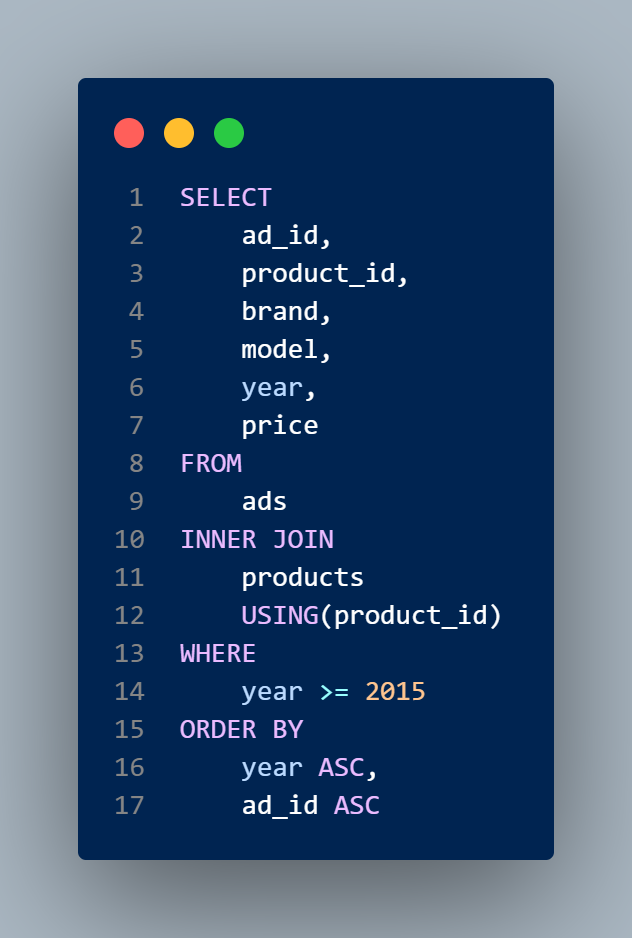 1 SELECT
2     ad_id,
3     product_id,
4     brand,
5     model,
6     year,
7     price
8 FROM
9     ads
10 INNER JOIN
11     products
12     USING(product_id)
13 WHERE
14     year >= 2015
15 ORDER BY
16     year ASC,
17     ad_id ASC